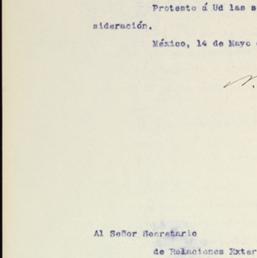 Protesto á Ud las s
sideración.
México, 14 de Mayo
Al Señor Secretario
de Relaciones Exter